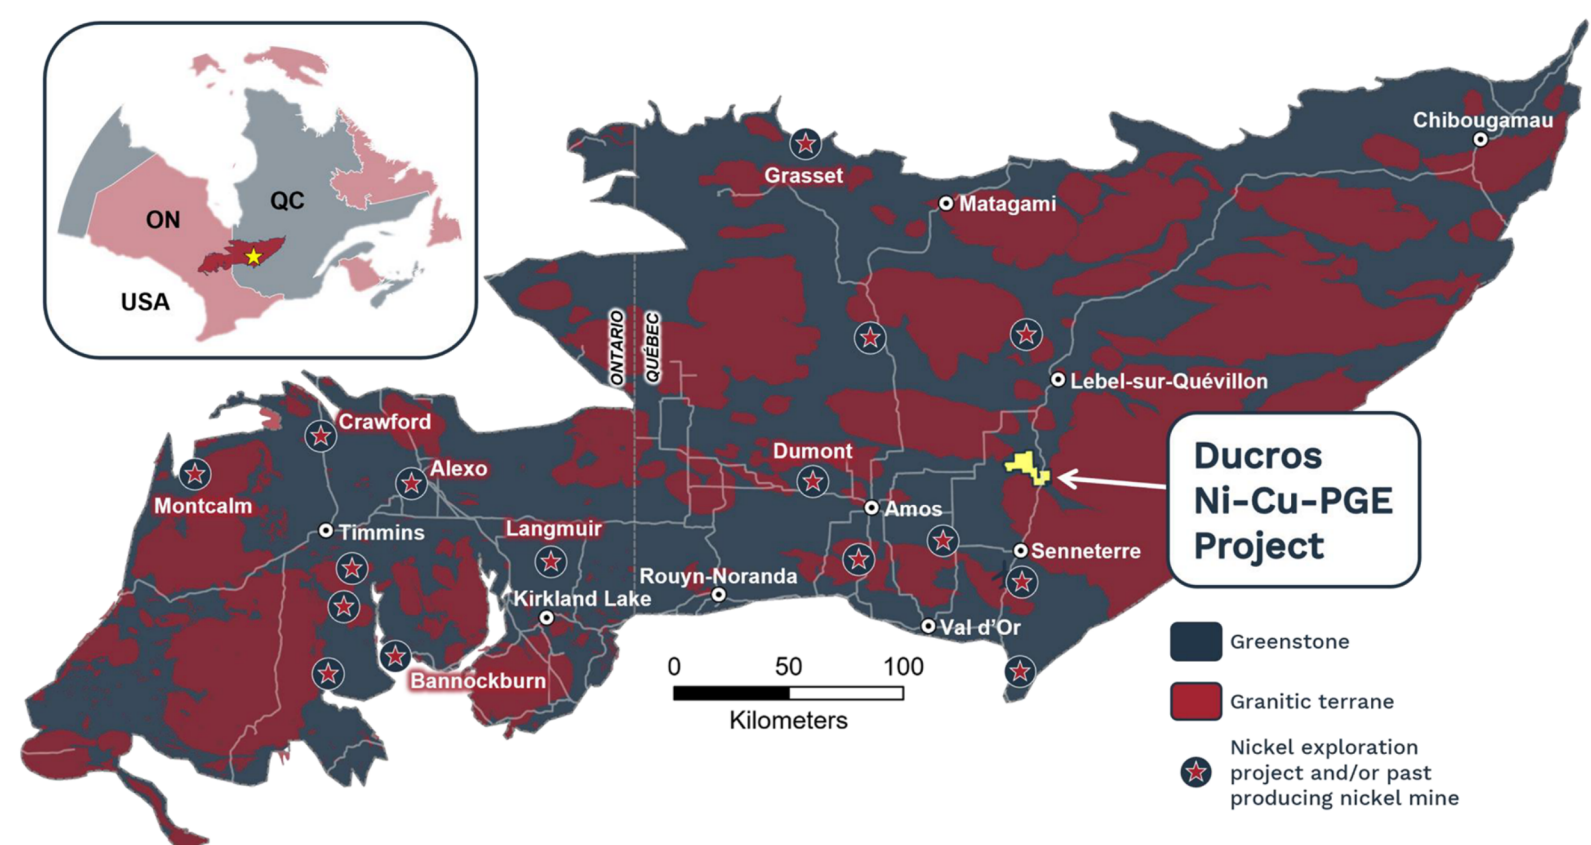 ON
QC
USA
Chibougamau
Grasset
Matagami
ONTARIO
QUÉBEC
Lebel-sur-Quévillon
Crawford
Alexo
Dumont
Montcalm
Amos
Timmins
Langmuir
Senneterre
Rouyn-Noranda
Kirkland Lake
Val d’Or
Bannockburn
Ducros
Ni-Cu-PGE
Project
0 50 100
Kilometers
Greenstone
Granitic terrane
Nickel exploration
project and/or past
producing nickel mine